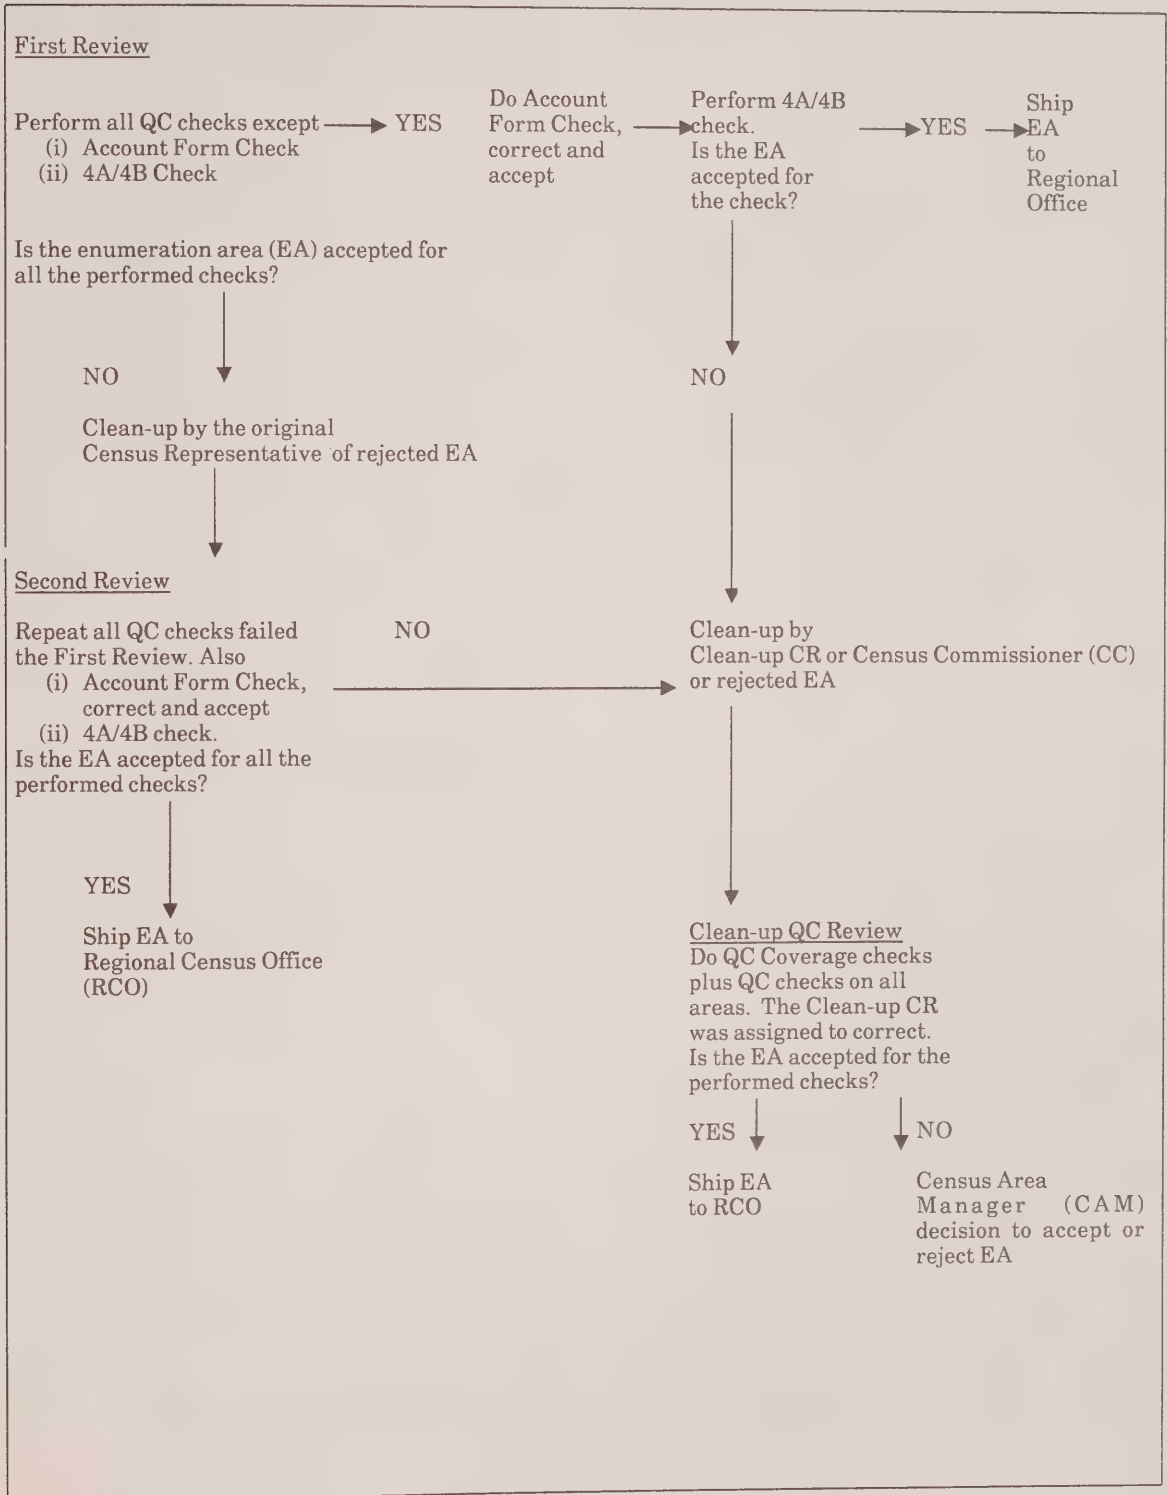 First Review
Perform all QC checks except
(i) Account Form Check
(ii) 4A/4B Check
Is the enumeration area (EA) accepted for
all the performed checks?
YES
Do Account
Form Check,
correct and
accept
Perform 4A/4B
check.
Is the EA
accepted for
the check?
YES
Ship
EA
to
Regional
Office
NO
Clean-up by the original
Census Representative of rejected EA
NO
Second Review
Repeat all QC checks failed
the First Review. Also
(i) Account Form Check,
correct and accept
(ii) 4A/4B check.
Is the EA accepted for all the
performed checks?
NO
Clean-up by
Clean-up CR or Census Commissioner (CC)
or rejected EA
YES
Ship EA to
Regional Census Office
(RCO)
Clean-up QC Review
Do QC Coverage checks
plus QC checks on all
areas. The Clean-up CR
was assigned to correct.
Is the EA accepted for the
performed checks?
YES
NO
Ship EA
to RCO
Census Area
Manager (CAM)
decision to accept or
reject EA